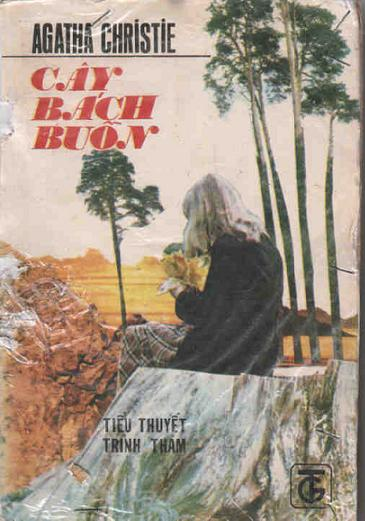 AGATHA CHRISTIE
CÂY
BÁCH
BUỒN
TIỂU THUYẾT
TRINH THÁM